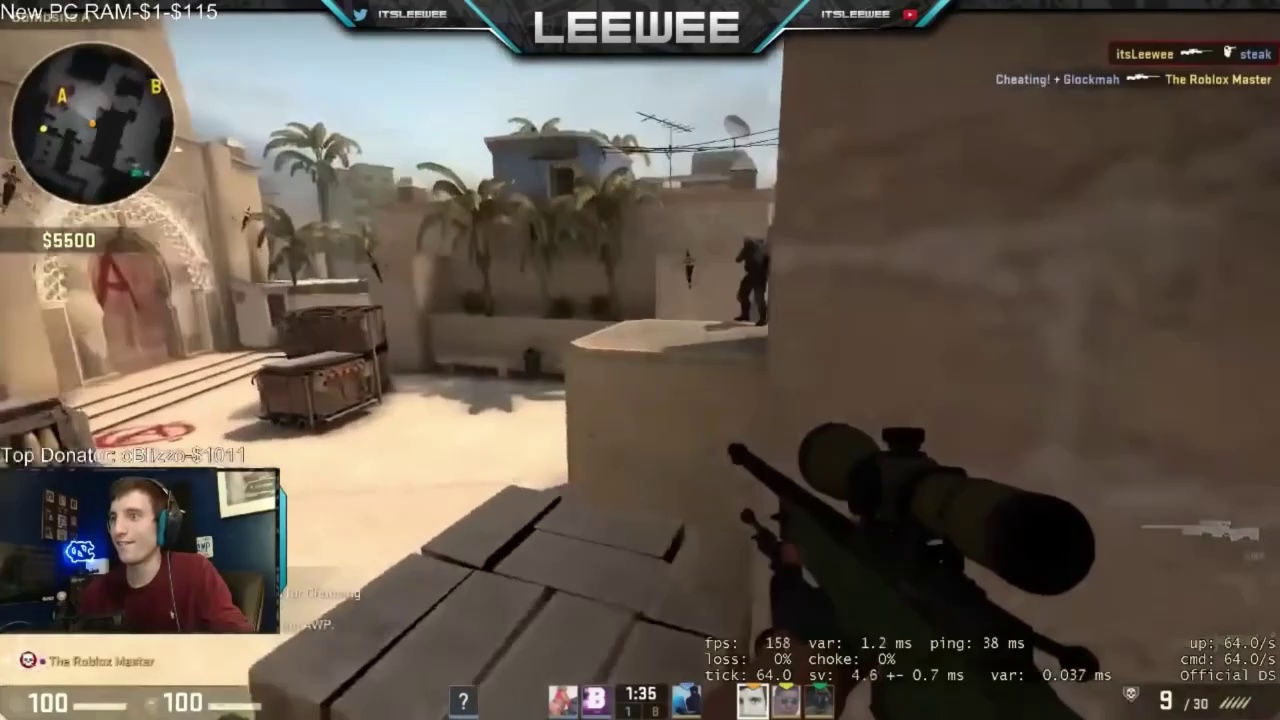 New PC RAM-$1-$115
ITSLEEWEE
LEEWEE
ITSLEEWEE
itsLeewee steak
Cheating! + Glockmah The Roblox Master
A
B
$5500
A
Top Donator: oBlizzo-$1011
AWP.
The Roblox Master
fps: 158 var: 1.2 ms ping: 38 ms
loss: 0% choke: 0%
tick: 64.0 sv: 4.6 +- 0.7 ms var: 0.037 ms
up: 64.0/s
cmd: 64.0/s
Official DS
100
100
?
B
1:35
1 8
9 / 30